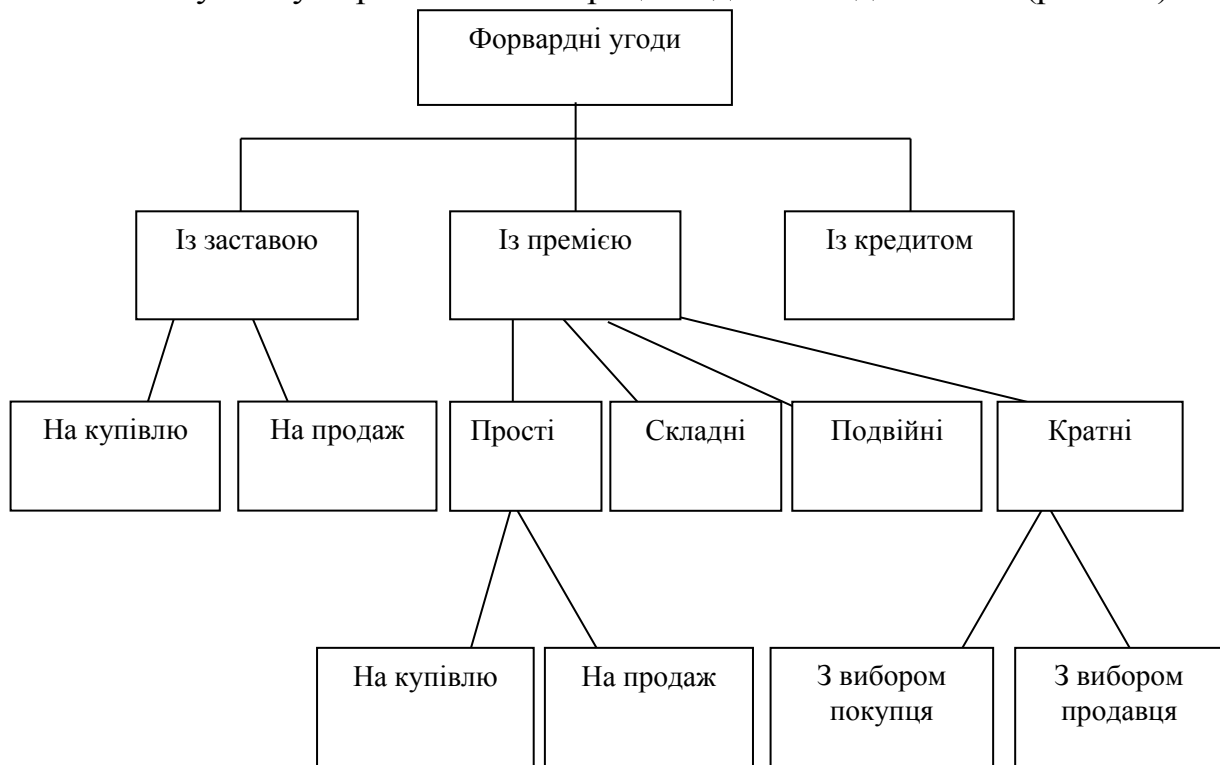 Форвардні угоди
Із заставою
Із премією
Із кредитом
На купівлю
На продаж
Прості
Складні
Подвійні
Кратні
На купівлю
На продаж
З вибором
покупця
З вибором
продавця